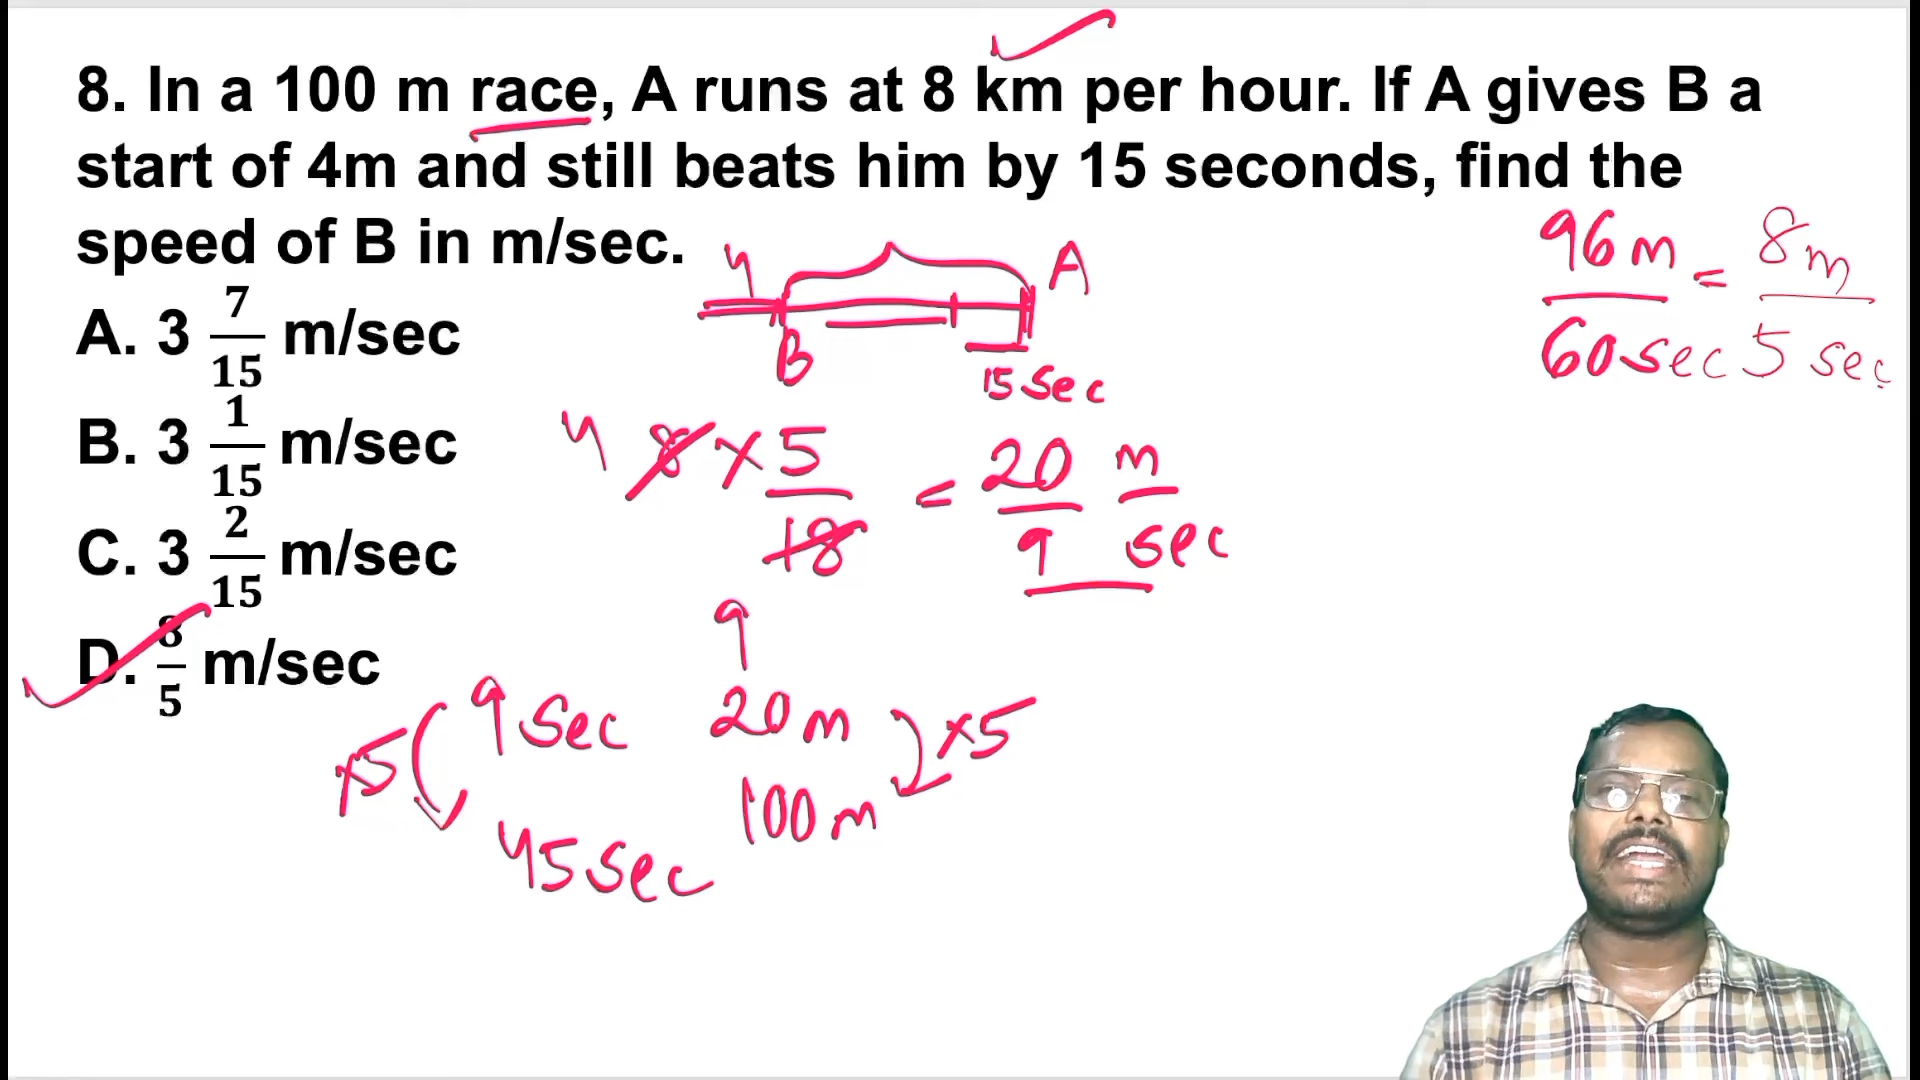 8. In a 100 m race, A runs at 8 km per hour. If A gives B a
start of 4m and still beats him by 15 seconds, find the
speed of B in m/sec.
A. 3 7/15 m/sec
B. 3 1/15 m/sec
C. 3 2/15 m/sec
D. 8/5 m/sec
4 A
B
15 sec
96 m / 60 sec = 8 m / 5 sec
4 8 × 5 / 18 = 20 / 9 m / sec
9
×5 9 sec 20 m ×5
45 sec 100 m